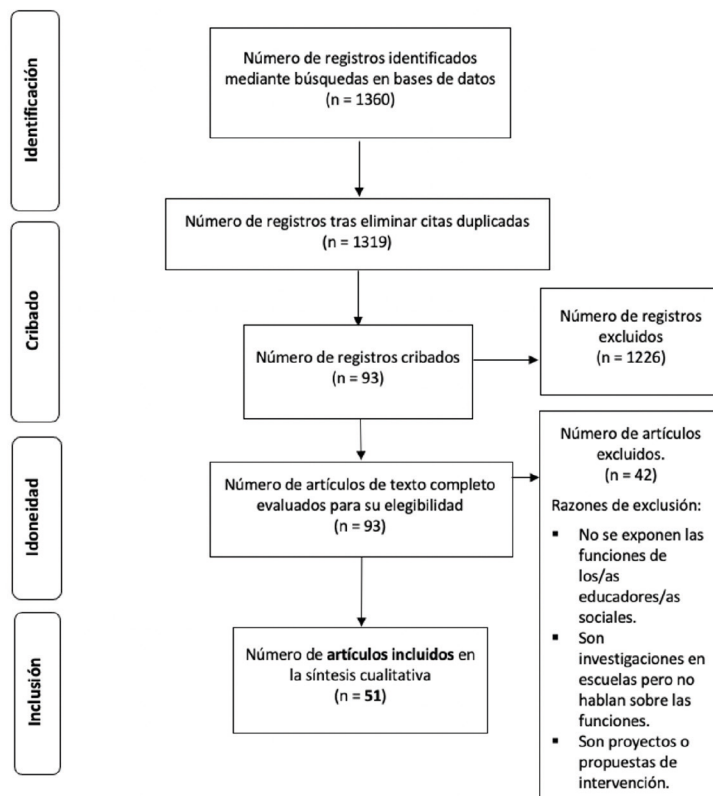 Identificación
Número de registros identificados
mediante búsquedas en bases de datos
(n = 1360)
Número de registros tras eliminar citas duplicadas
(n = 1319)
Cribado
Número de registros cribados
(n = 93)
Número de registros
excluidos
(n = 1226)
Idoneidad
Número de artículos de texto completo
evaluados para su elegibilidad
(n = 93)
Número de artículos
excluidos.
(n = 42)
Razones de exclusión:
▪ No se exponen las
funciones de
los/as
educadores/as
sociales.
▪ Son
investigaciones en
escuelas pero no
hablan sobre las
funciones.
▪ Son proyectos o
propuestas de
intervención.
Inclusión
Número de artículos incluidos en
la síntesis cualitativa
(n = 51)